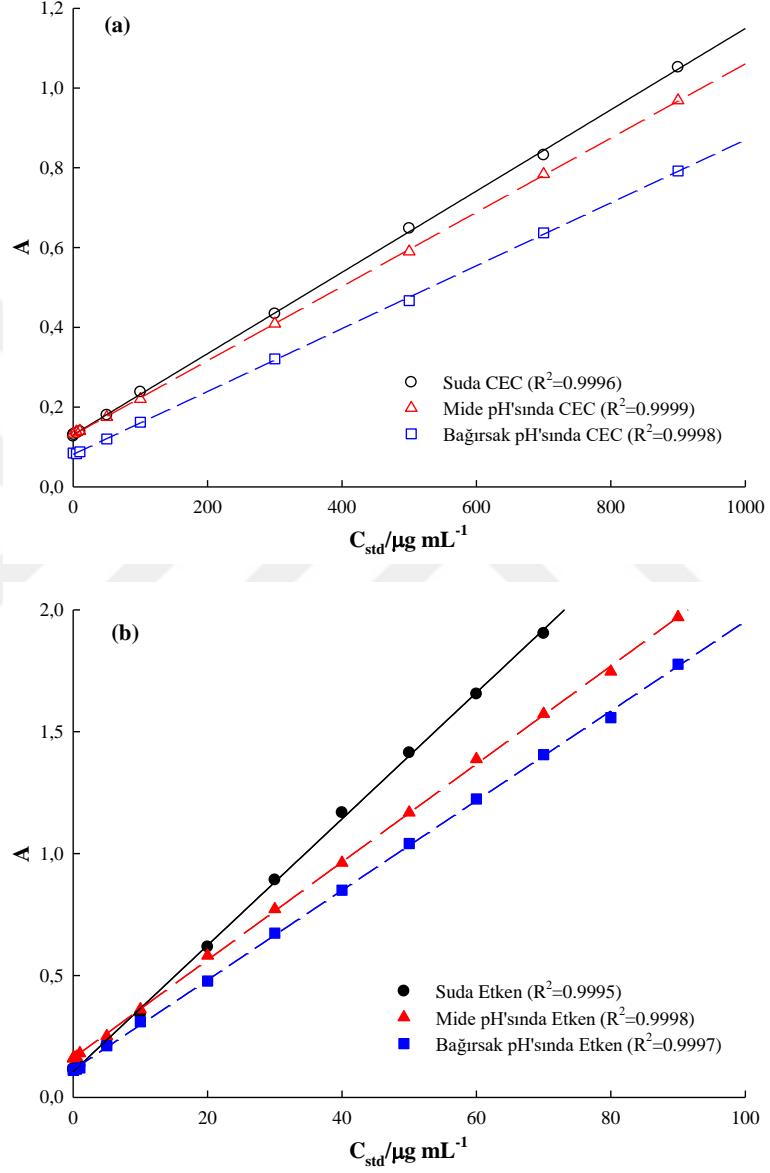 (a)
1,2
1,0
0,8
0,6
0,4
0,2
0,0
A
Suda CEC (R²=0.9996)
Mide pH'sında CEC (R²=0.9999)
Bağırsak pH'sında CEC (R²=0.9998)
0 200 400 600 800 1000
C_std/µg mL⁻¹
(b)
2,0
1,5
1,0
0,5
0,0
A
Suda Etken (R²=0.9995)
Mide pH'sında Etken (R²=0.9998)
Bağırsak pH'sında Etken (R²=0.9997)
0 20 40 60 80 100
C_std/µg mL⁻¹